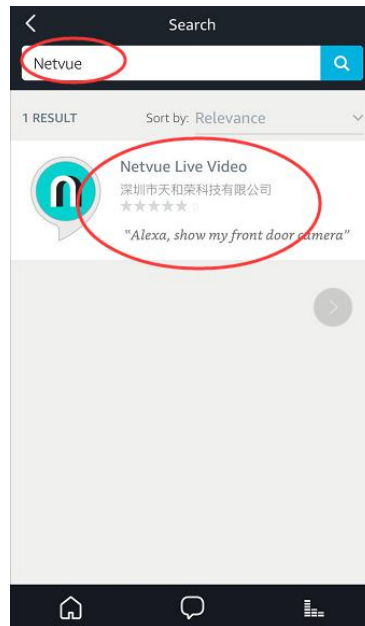 Search
Netvue
1 RESULT
Sort by: Relevance
Netvue Live Video
深圳市天和荣科技有限公司
0
"Alexa, show my front door camera"